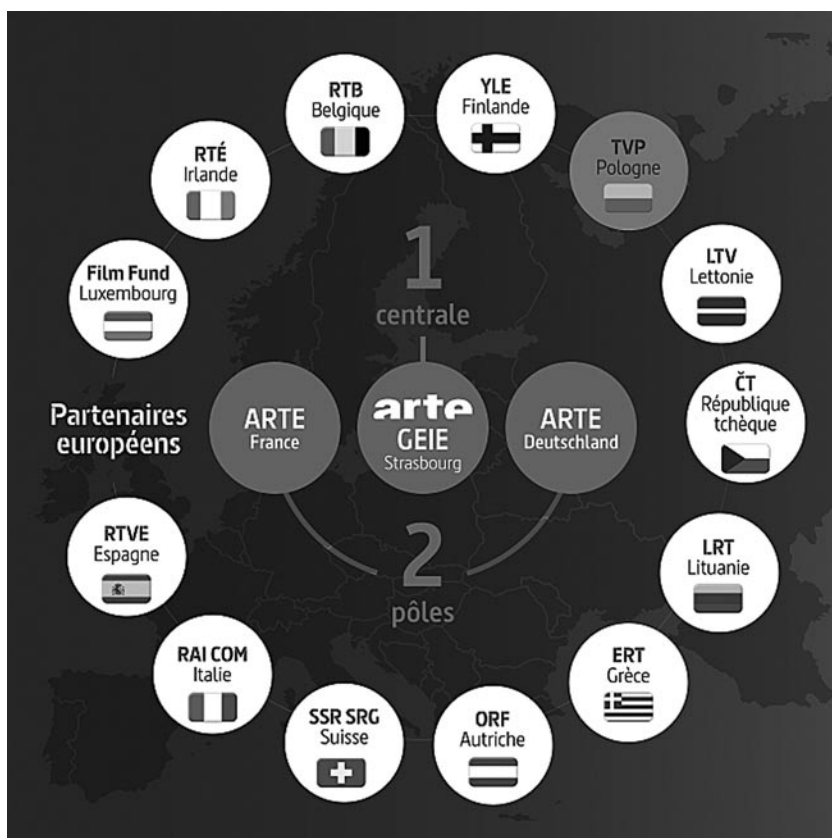 RTB
Belgique
YLE
Finlande
TVP
Pologne
RTÉ
Irlande
LTV
Lettonie
Film Fund
Luxembourg
1
centrale
ČT
République
tchèque
Partenaires
européens
ARTE
France
arte
GEIE
Strasbourg
ARTE
Deutschland
2
pôles
RTVE
Espagne
LRT
Lituanie
RAI COM
Italie
ERT
Grèce
SSR SRG
Suisse
ORF
Autriche